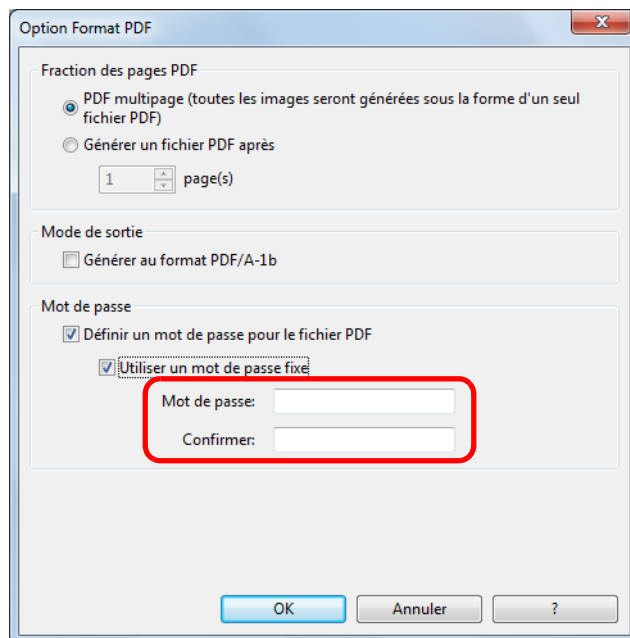 Option Format PDF
Fraction des pages PDF
PDF multipage (toutes les images seront générées sous la forme d'un seul
fichier PDF)
Générer un fichier PDF après
1 page(s)
Mode de sortie
Générer au format PDF/A-1b
Mot de passe
Définir un mot de passe pour le fichier PDF
Utiliser un mot de passe fixe
Mot de passe:
Confirmer:
OK Annuler ?